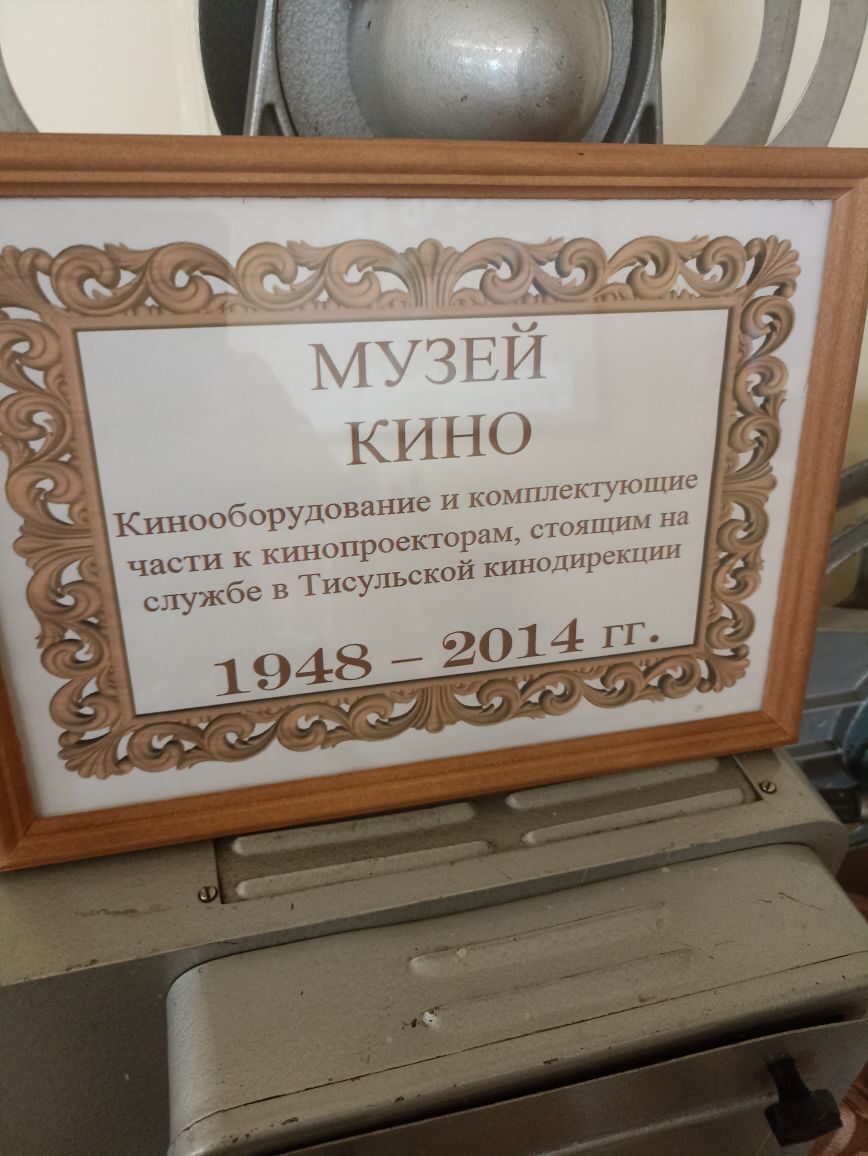 МУЗЕЙ
КИНО
Кинооборудование и комплектующие
части к кинопроекторам, стоящим на
службе в Тисульской кинодирекции
1948 – 2014 гг.